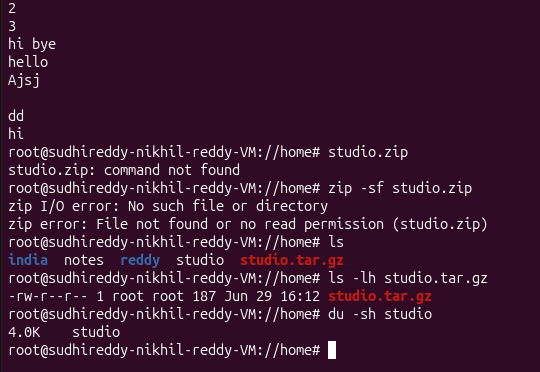 2
3
hi bye
hello
Ajsj
dd
hi
root@sudhireddy-nikhil-reddy-VM://home# studio.zip
studio.zip: command not found
root@sudhireddy-nikhil-reddy-VM://home# zip -sf studio.zip
zip I/O error: No such file or directory
zip error: File not found or no read permission (studio.zip)
root@sudhireddy-nikhil-reddy-VM://home# ls
india  notes  reddy  studio  studio.tar.gz
root@sudhireddy-nikhil-reddy-VM://home# ls -lh studio.tar.gz
-rw-r--r-- 1 root root 187 Jun 29 16:12 studio.tar.gz
root@sudhireddy-nikhil-reddy-VM://home# du -sh studio
4.0K    studio
root@sudhireddy-nikhil-reddy-VM://home#